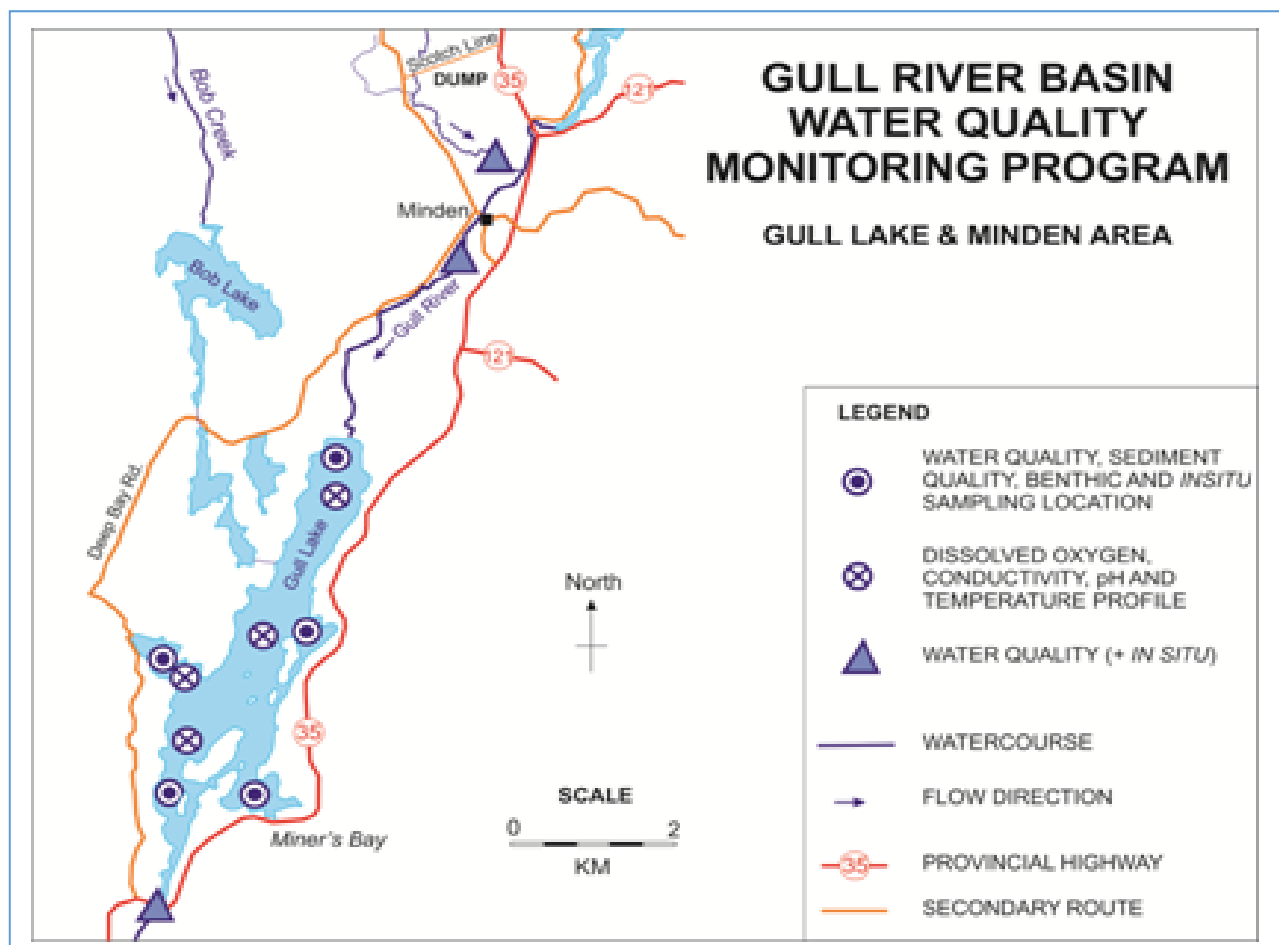 GULL RIVER BASIN
WATER QUALITY
MONITORING PROGRAM
GULL LAKE & MINDEN AREA
Scotch Line
DUMP
35
121
Bob Creek
Minden
Bob Lake
Gull River
121
Deep Bay Rd.
Gull Lake
North
35
Miner's Bay
SCALE
0 2
KM
LEGEND
WATER QUALITY, SEDIMENT
QUALITY, BENTHIC AND INSITU
SAMPLING LOCATION
DISSOLVED OXYGEN,
CONDUCTIVITY, pH AND
TEMPERATURE PROFILE
WATER QUALITY (+ IN SITU)
WATERCOURSE
FLOW DIRECTION
35 PROVINCIAL HIGHWAY
SECONDARY ROUTE